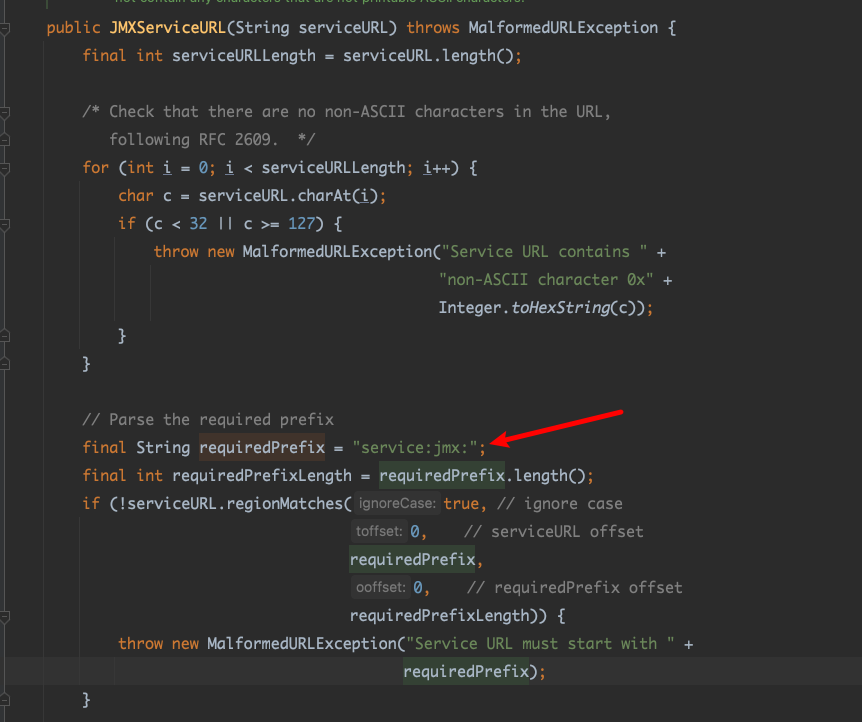 not contain any characters that are not printable ASCII characters.
public JMXServiceURL(String serviceURL) throws MalformedURLException {
final int serviceURLLength = serviceURL.length();
/* Check that there are no non-ASCII characters in the URL,
following RFC 2609.  */
for (int i = 0; i < serviceURLLength; i++) {
char c = serviceURL.charAt(i);
if (c < 32 || c >= 127) {
throw new MalformedURLException("Service URL contains " +
"non-ASCII character 0x" +
Integer.toHexString(c));
}
}
// Parse the required prefix
final String requiredPrefix = "service:jmx:";
final int requiredPrefixLength = requiredPrefix.length();
if (!serviceURL.regionMatches( ignoreCase: true, // ignore case
toffset: 0,    // serviceURL offset
requiredPrefix,
ooffset: 0,    // requiredPrefix offset
requiredPrefixLength)) {
throw new MalformedURLException("Service URL must start with " +
requiredPrefix);
}